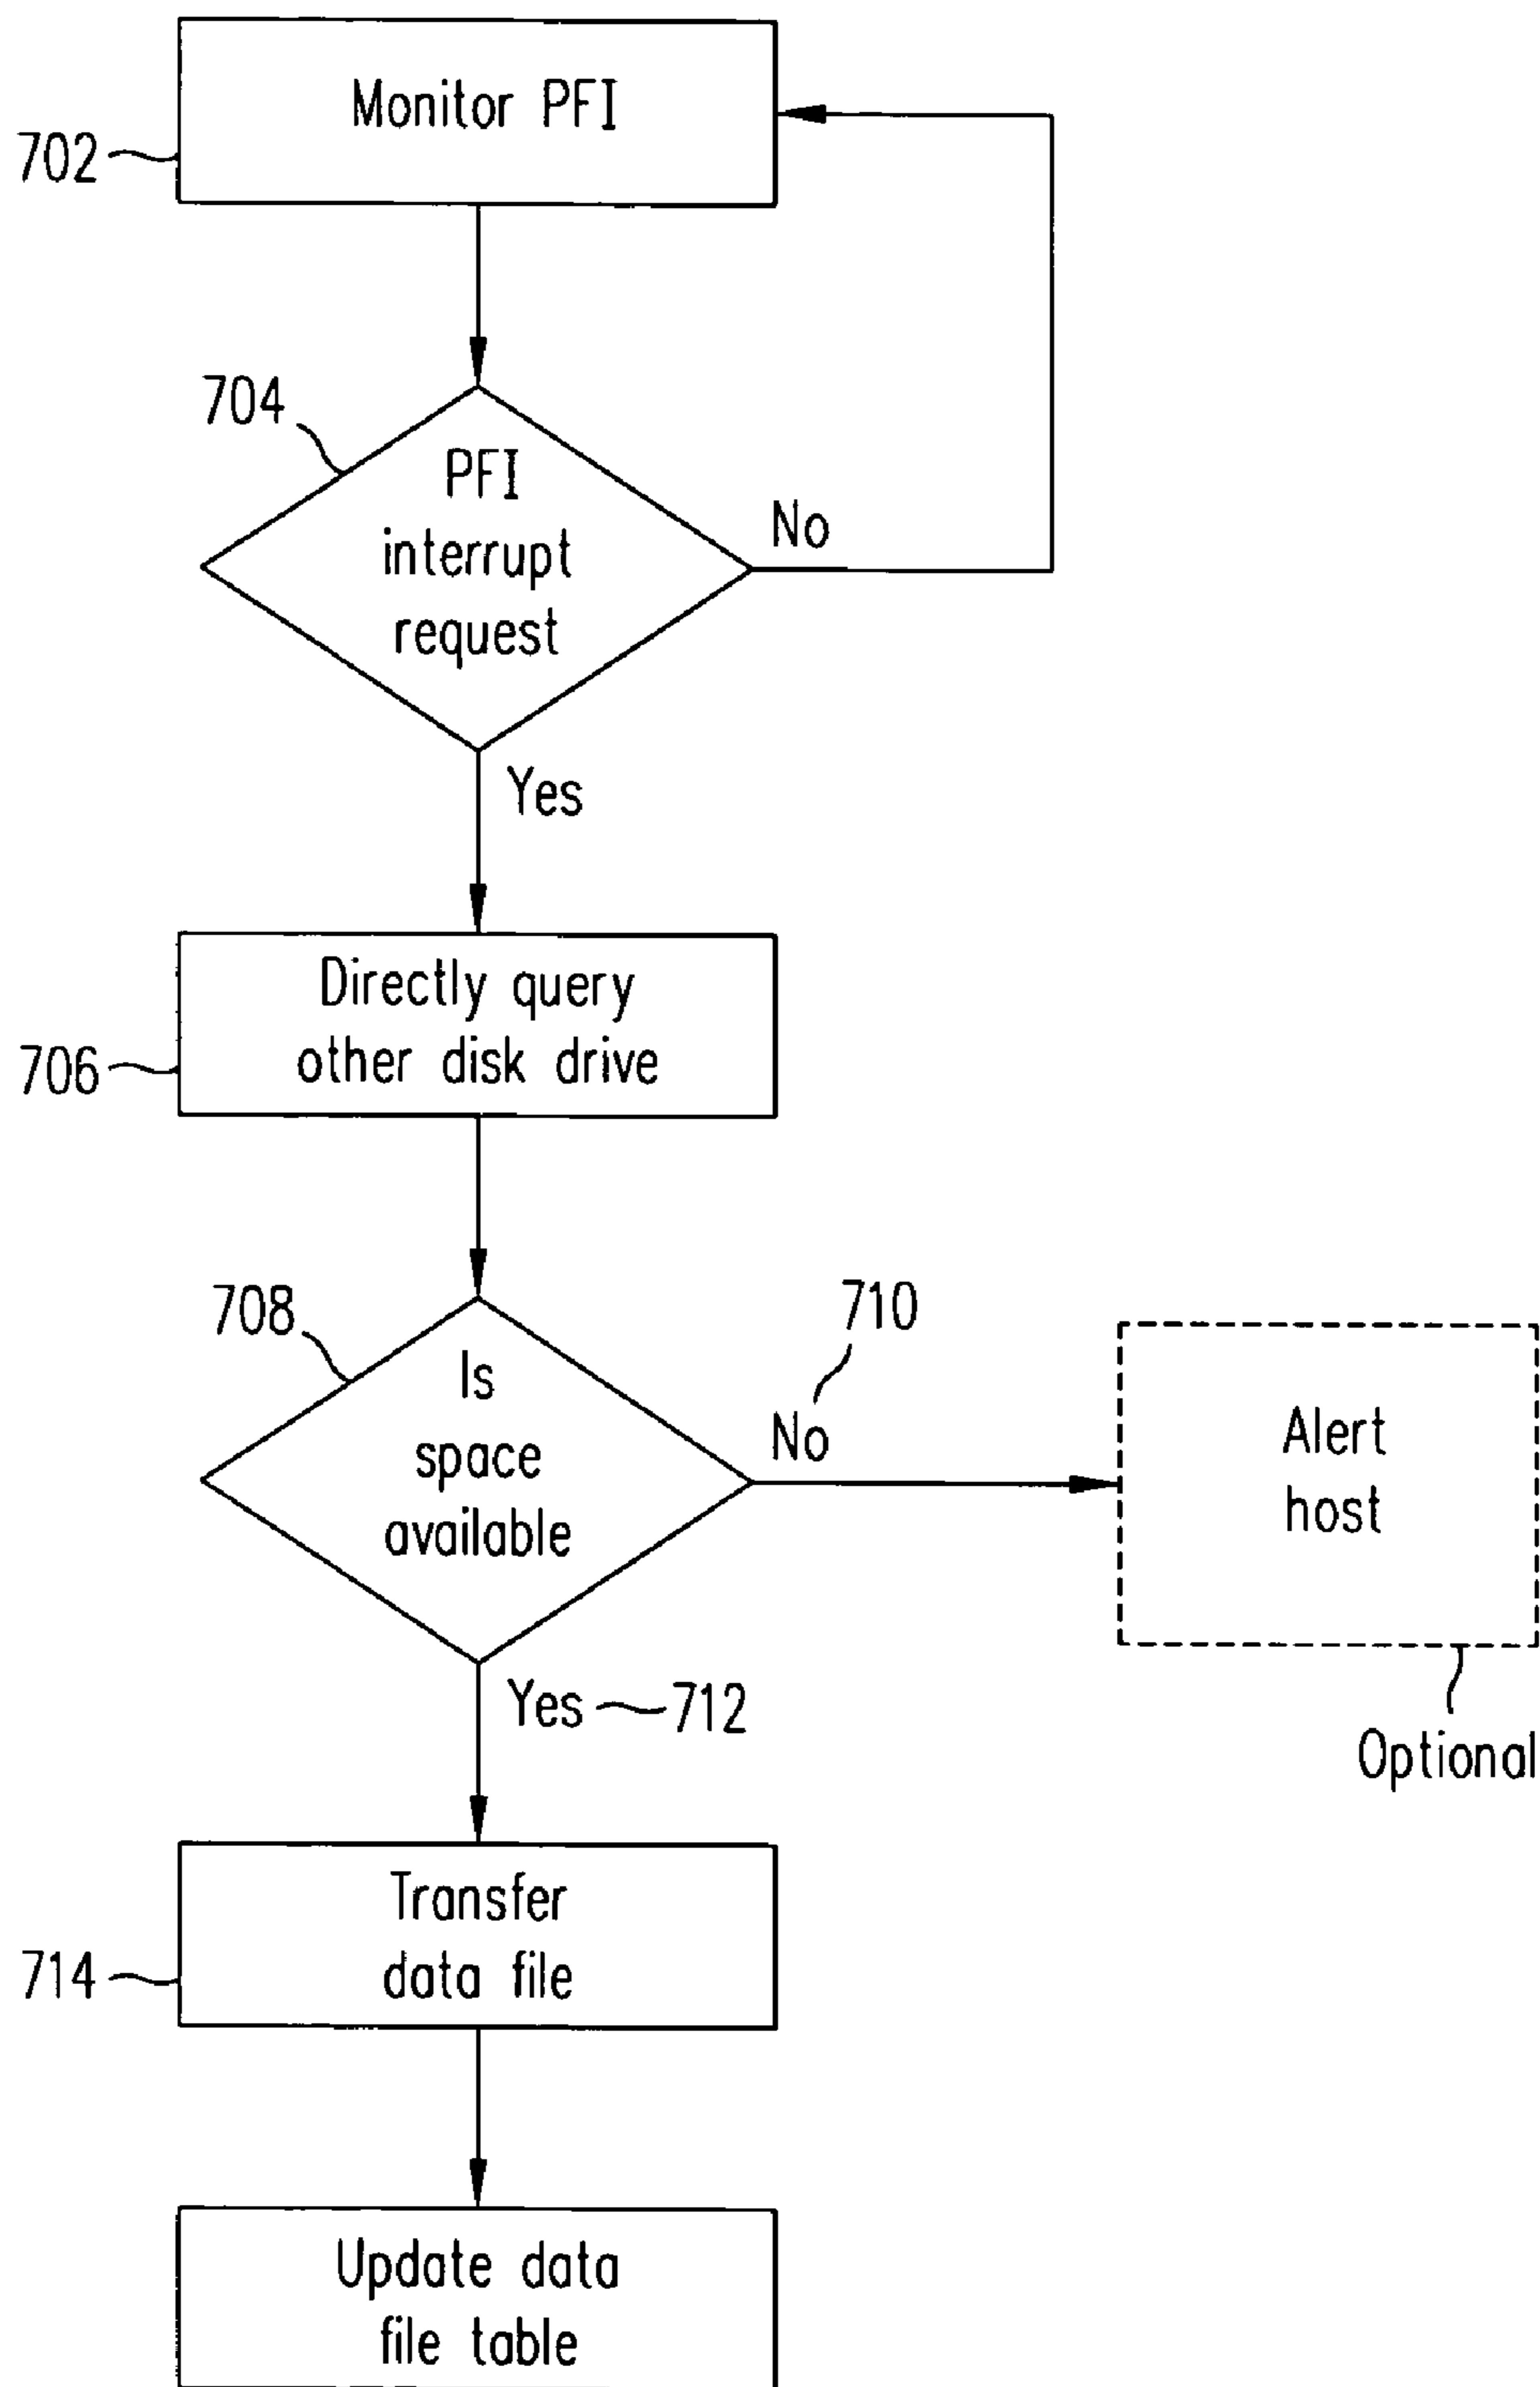 Monitor PFI
702
704
PFI
interrupt
request
No
Yes
Directly query
other disk drive
706
708
Is
space
available
710
No
Alert
host
Optional
Yes
712
Transfer
data file
714
Update data
file table